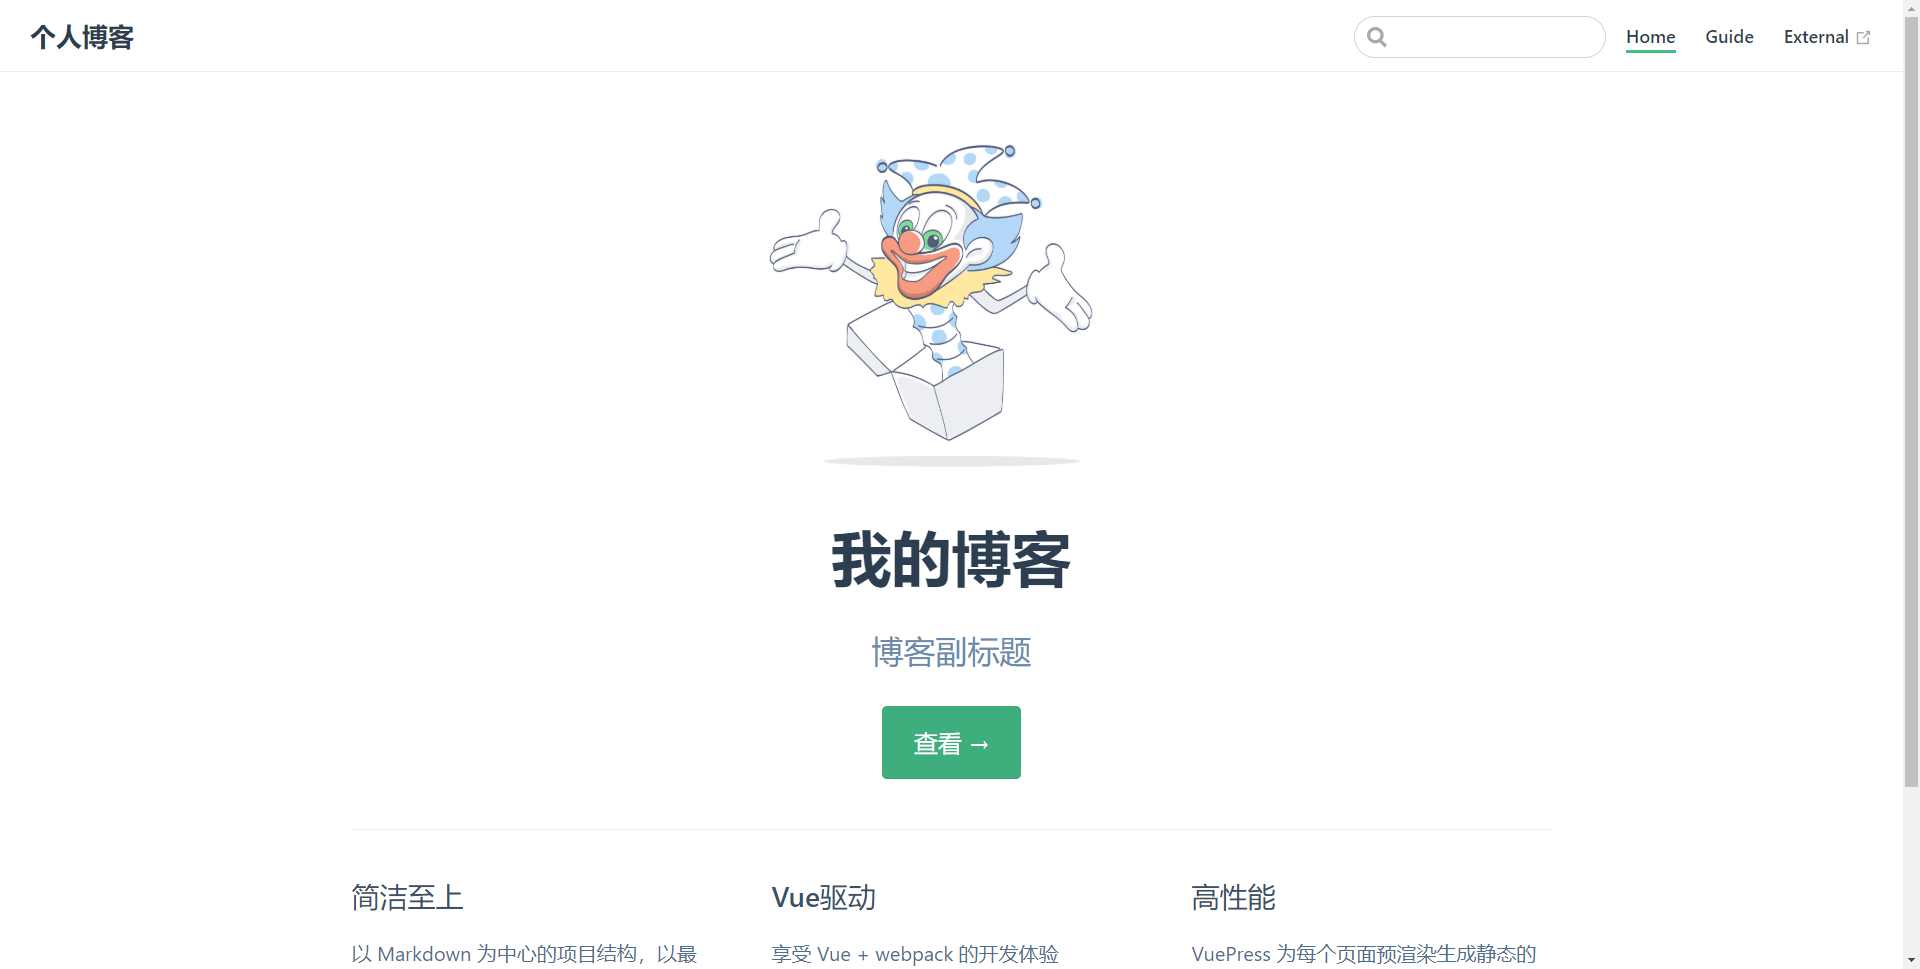 个人博客
Home Guide External
我的博客
博客副标题
查看 →
简洁至上
以 Markdown 为中心的项目结构，以最
Vue驱动
享受 Vue + webpack 的开发体验
高性能
VuePress 为每个页面预渲染生成静态的